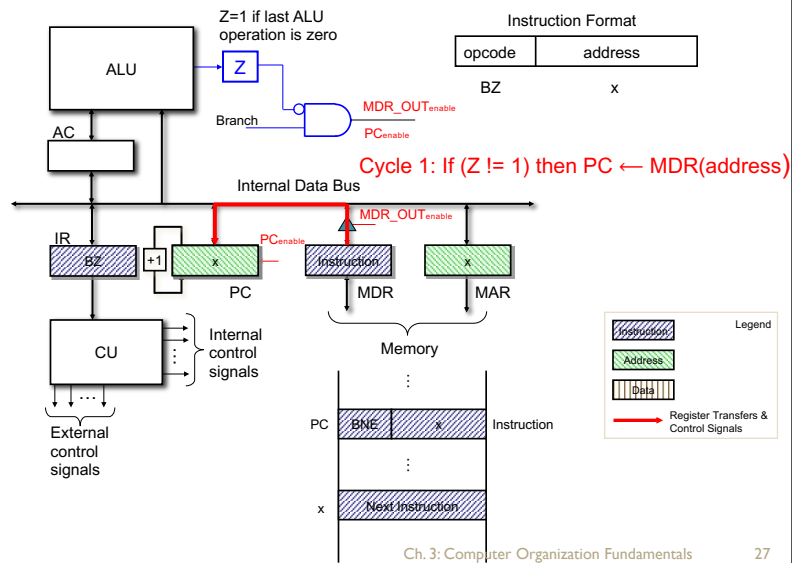 Z=1 if last ALU
operation is zero
Instruction Format
opcode
address
BZ
x
ALU
Z
Branch
MDR_OUTenable
PCenable
AC
Cycle 1: If (Z != 1) then PC ← MDR(address)
Internal Data Bus
MDR_OUTenable
IR
PCenable
BZ
+1
x
Instruction
x
PC
MDR
MAR
CU
Internal
control
signals
Memory
Legend
Instruction
Address
Data
Register Transfers &
Control Signals
PC
BNE
x
Instruction
External
control
signals
x
Next Instruction
Ch. 3: Computer Organization Fundamentals
27